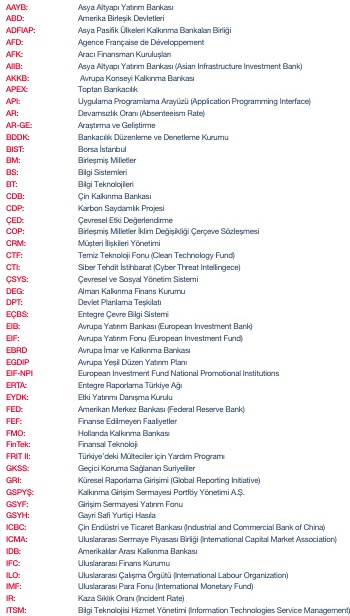 AAYB: Asya Altyapı Yatırım Bankası
ABD: Amerika Birleşik Devletleri
ADFIAP: Asya Pasifik Ülkeleri Kalkınma Bankaları Birliği
AFD: Agence Française de Développement
AFK: Aracı Finansman Kuruluşları
AIIB: Asya Altyapı Yatırım Bankası (Asian Infrastructure Investment Bank)
AKKB: Avrupa Konseyi Kalkınma Bankası
APEX: Toptan Bankacılık
API: Uygulama Programlama Arayüzü (Application Programming Interface)
AR: Devamsızlık Oranı (Absenteeism Rate)
AR-GE: Araştırma ve Geliştirme
BDDK: Bankacılık Düzenleme ve Denetleme Kurumu
BIST: Borsa İstanbul
BM: Birleşmiş Milletler
BS: Bilgi Sistemleri
BT: Bilgi Teknolojileri
CDB: Çin Kalkınma Bankası
CDP: Karbon Saydamlık Projesi
ÇED: Çevresel Etki Değerlendirme
COP: Birleşmiş Milletler İklim Değişikliği Çerçeve Sözleşmesi
CRM: Müşteri İlişkileri Yönetimi
CTF: Temiz Teknoloji Fonu (Clean Technology Fund)
CTI: Siber Tehdit İstihbarat (Cyber Threat Intelligence)
ÇSYS: Çevresel ve Sosyal Yönetim Sistemi
DEG: Alman Kalkınma Finans Kurumu
DPT: Devlet Planlama Teşkilatı
EÇBS: Entegre Çevre Bilgi Sistemi
EIB: Avrupa Yatırım Bankası (European Investment Bank)
EIF: Avrupa Yatırım Fonu (European Investment Fund)
EBRD Avrupa İmar ve Kalkınma Bankası
EGDIP Avrupa Yeşil Düzen Yatırım Planı
EIF-NPI European Investment Fund National Promotional Institutions
ERTA: Entegre Raporlama Türkiye Ağı
EYDK: Etki Yatırımı Danışma Kurulu
FED: Amerikan Merkez Bankası (Federal Reserve Bank)
FEF: Finanse Edilmeyen Faaliyetler
FMO: Hollanda Kalkınma Bankası
FinTek: Finansal Teknoloji
FRIT II: Türkiye'deki Mülteciler için Yardım Programı
GKSS: Geçici Koruma Sağlanan Suriyeliler
GRI: Küresel Raporlama Girişimi (Global Reporting Initiative)
GSPYŞ: Kalkınma Girişim Sermayesi Portföy Yönetimi A.Ş.
GSYF: Girişim Sermayesi Yatırım Fonu
GSYH: Gayri Safi Yurtiçi Hasıla
ICBC: Çin Endüstri ve Ticaret Bankası (Industrial and Commercial Bank of China)
ICMA: Uluslararası Sermaye Piyasası Birliği (International Capital Market Association)
IDB: Amerikalılar Arası Kalkınma Bankası
IFC: Uluslararası Finans Kurumu
ILO: Uluslararası Çalışma Örgütü (International Labour Organization)
IMF: Uluslararası Para Fonu (International Monetary Fund)
IR: Kaza Sıklık Oranı (Incident Rate)
ITSM: Bilgi Teknolojisi Hizmet Yönetimi (Information Technologies Service Management)